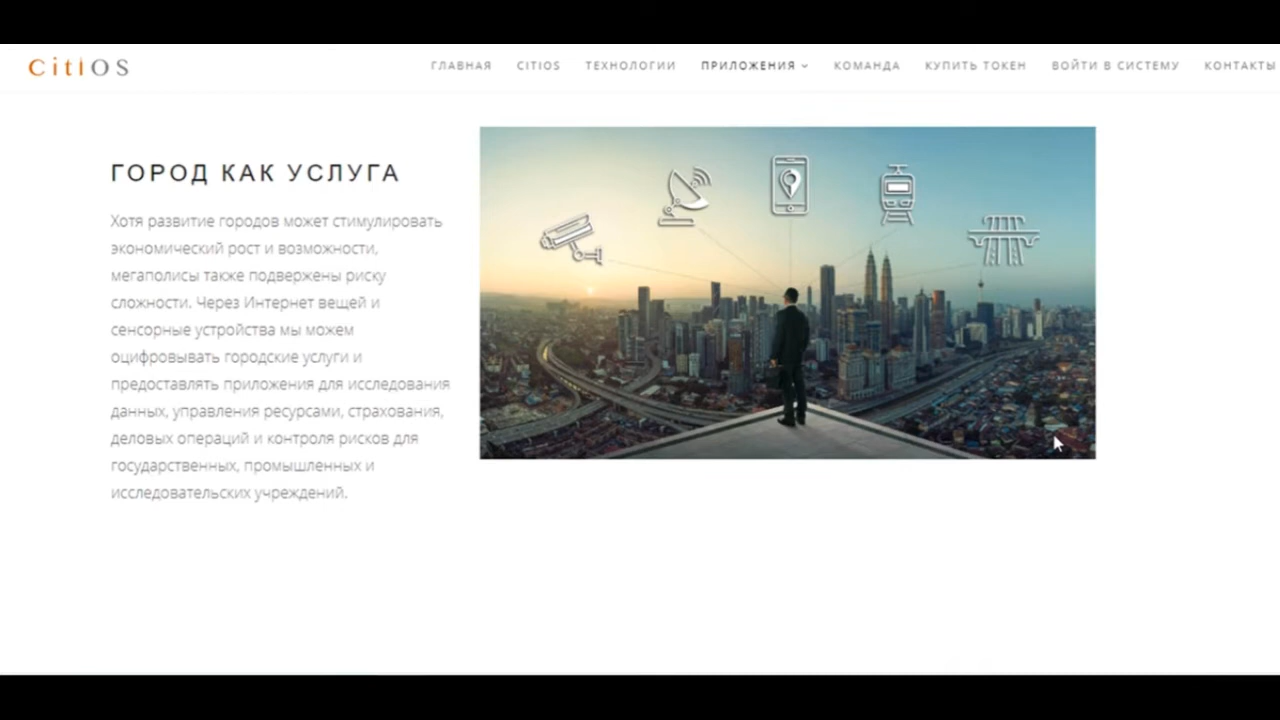 CitiOS
ГЛАВНАЯ CITIOS ТЕХНОЛОГИИ ПРИЛОЖЕНИЯ КОМАНДА КУПИТЬ ТОКЕН ВОЙТИ В СИСТЕМУ КОНТАКТЫ
ГОРОД КАК УСЛУГА
Хотя развитие городов может стимулировать
экономический рост и возможности,
мегаполисы также подвержены риску
сложности. Через Интернет вещей и
сенсорные устройства мы можем
оцифровывать городские услуги и
предоставлять приложения для исследования
данных, управления ресурсами, страхования,
деловых операций и контроля рисков для
государственных, промышленных и
исследовательских учреждений.